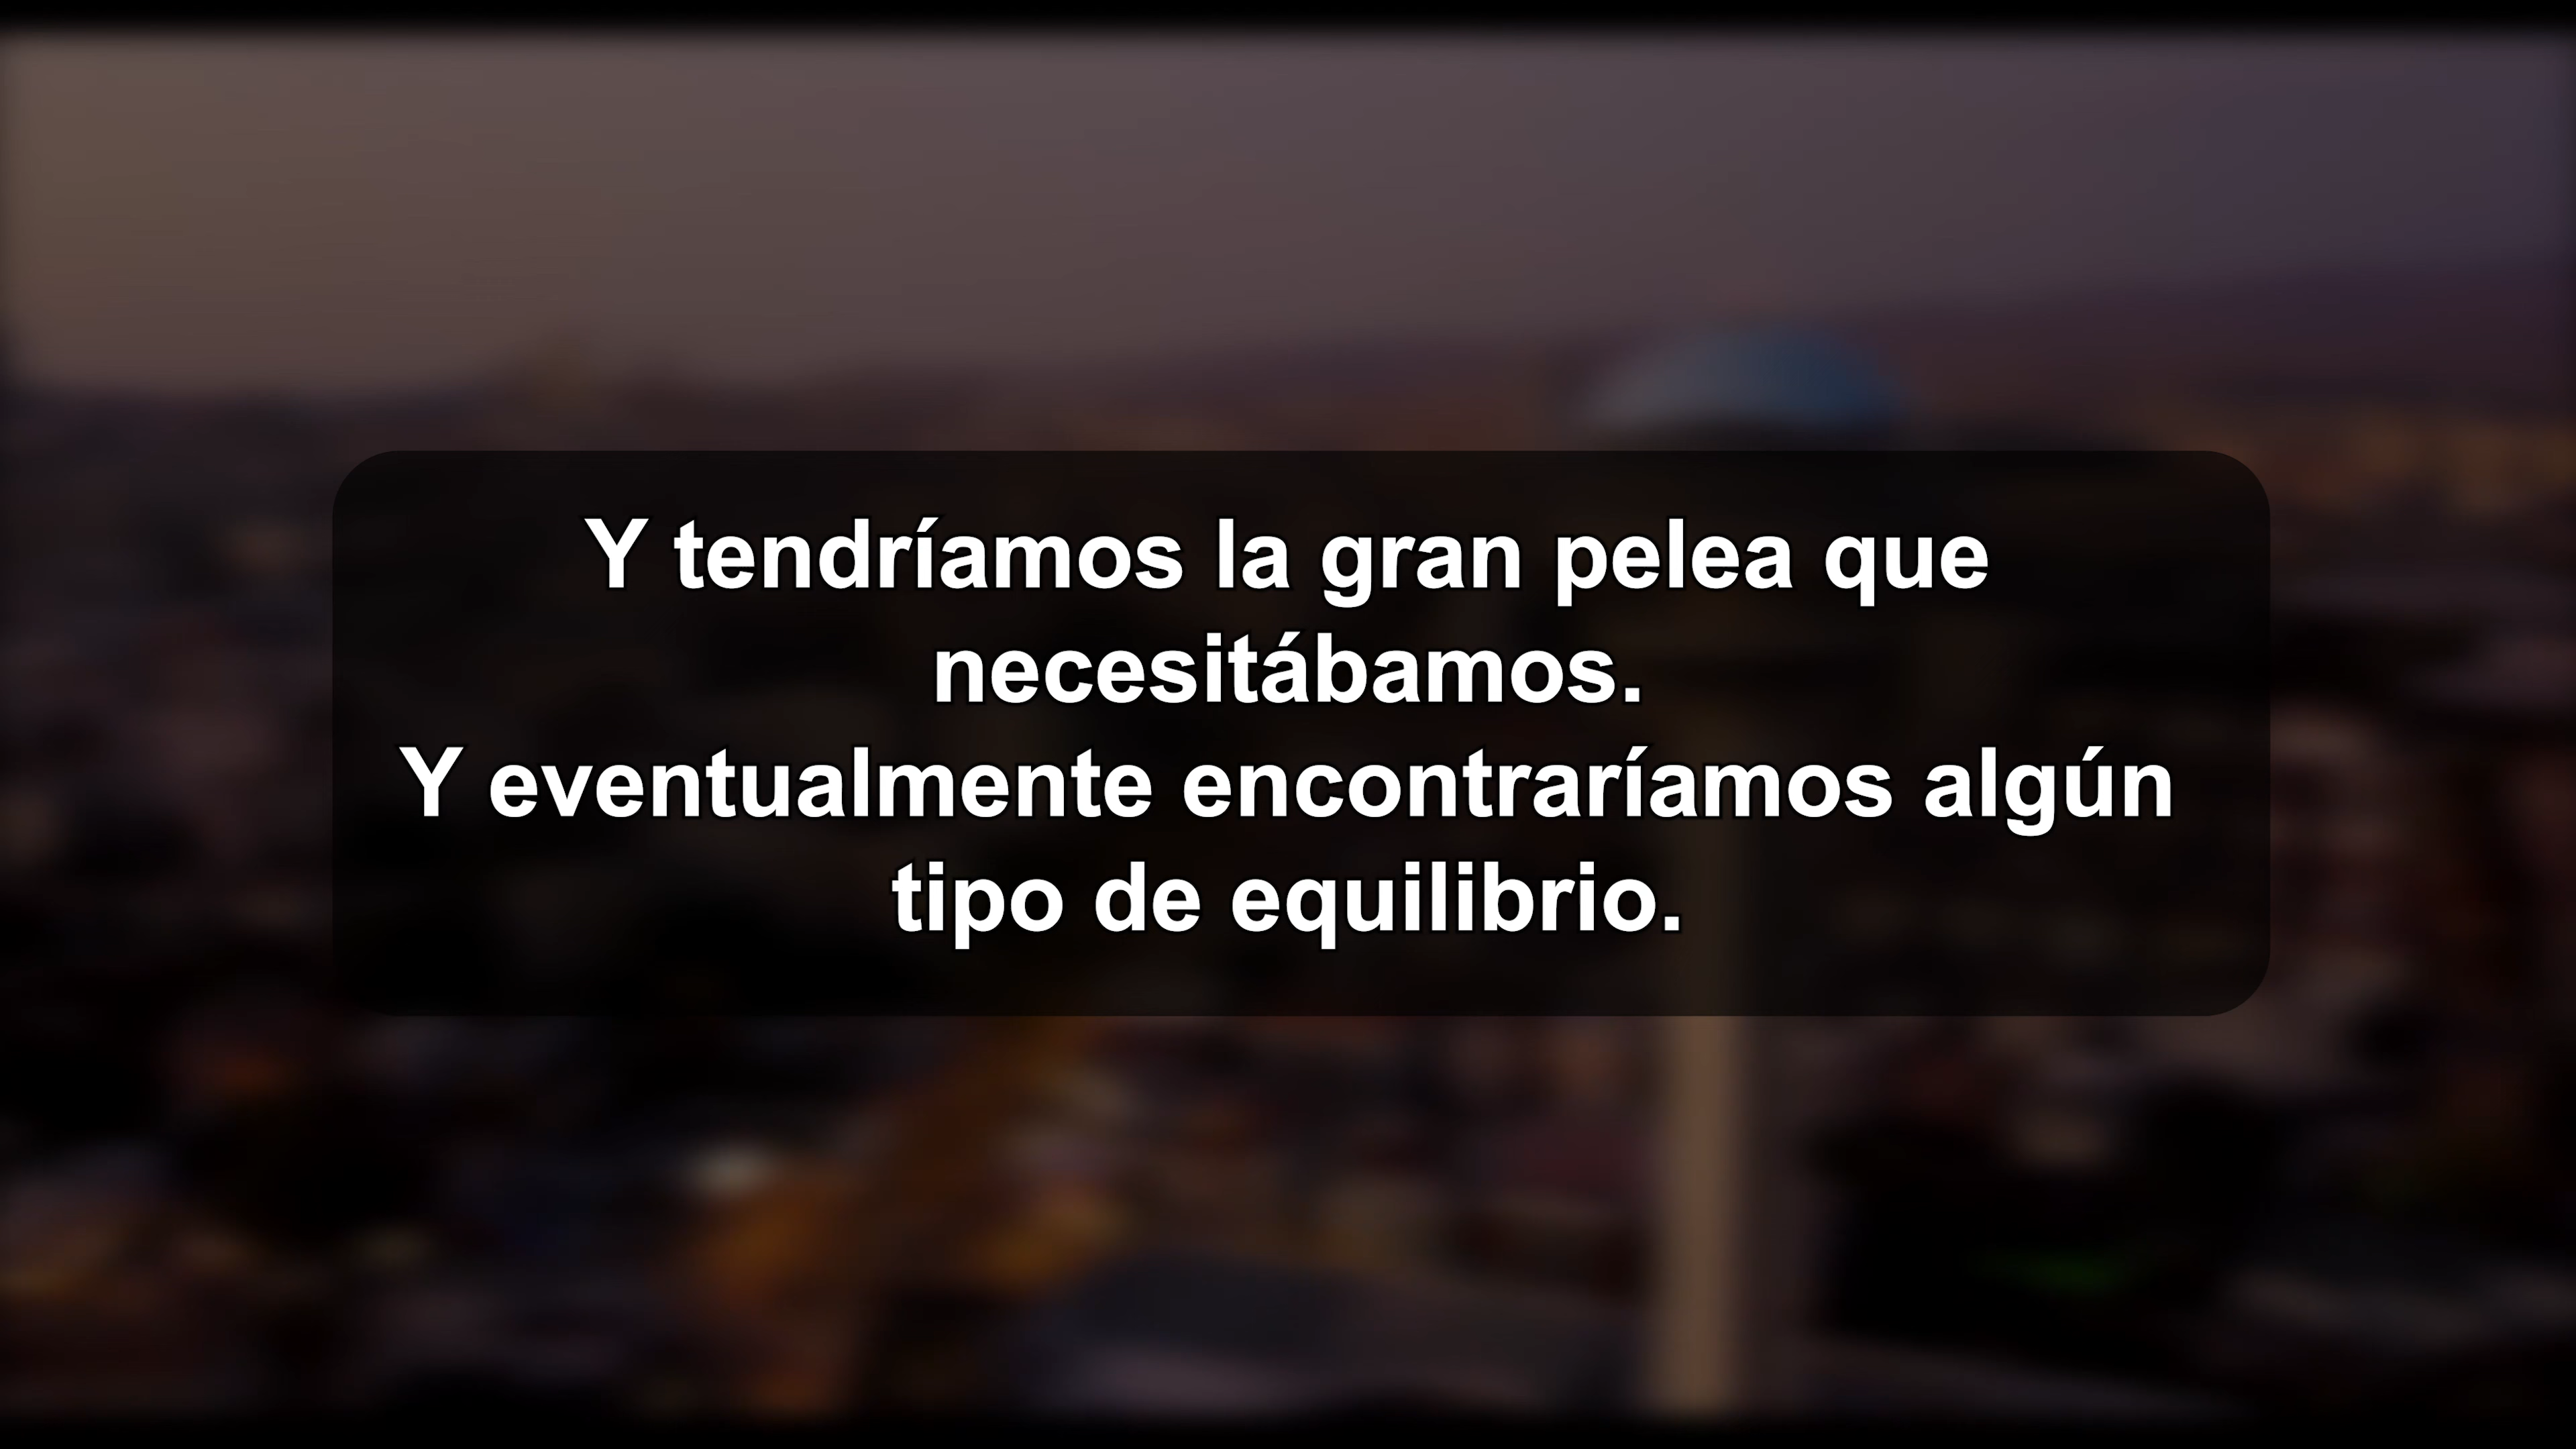 Y tendríamos la gran pelea que
necesitábamos.
Y eventualmente encontraríamos algún
tipo de equilibrio.